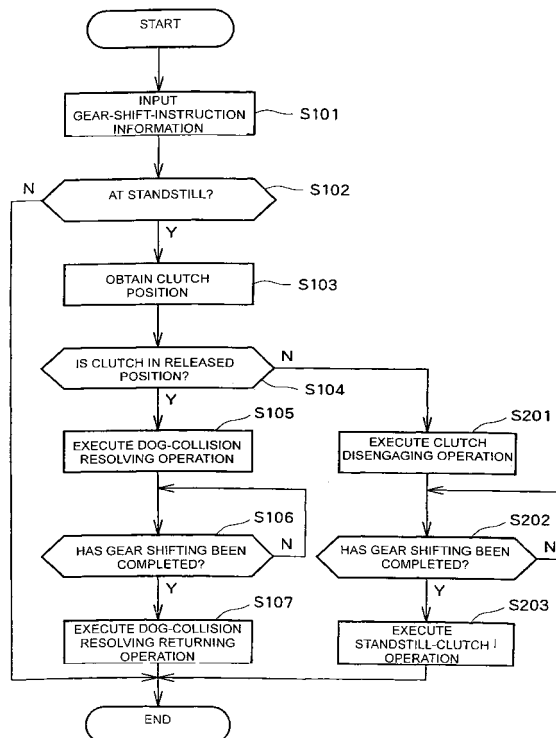 START
INPUT
GEAR-SHIFT-INSTRUCTION
INFORMATION
S101
N
AT STANDSTILL?
S102
Y
OBTAIN CLUTCH
POSITION
S103
IS CLUTCH IN RELEASED
POSITION?
N
S104
Y
S105
EXECUTE DOG-COLLISION
RESOLVING OPERATION
S201
EXECUTE CLUTCH
DISENGAGING OPERATION
S106
HAS GEAR SHIFTING BEEN
COMPLETED?
N
S202
HAS GEAR SHIFTING BEEN
COMPLETED?
N
Y
S107
EXECUTE DOG-COLLISION
RESOLVING RETURNING
OPERATION
Y
S203
EXECUTE
STANDSTILL-CLUTCH
OPERATION
END